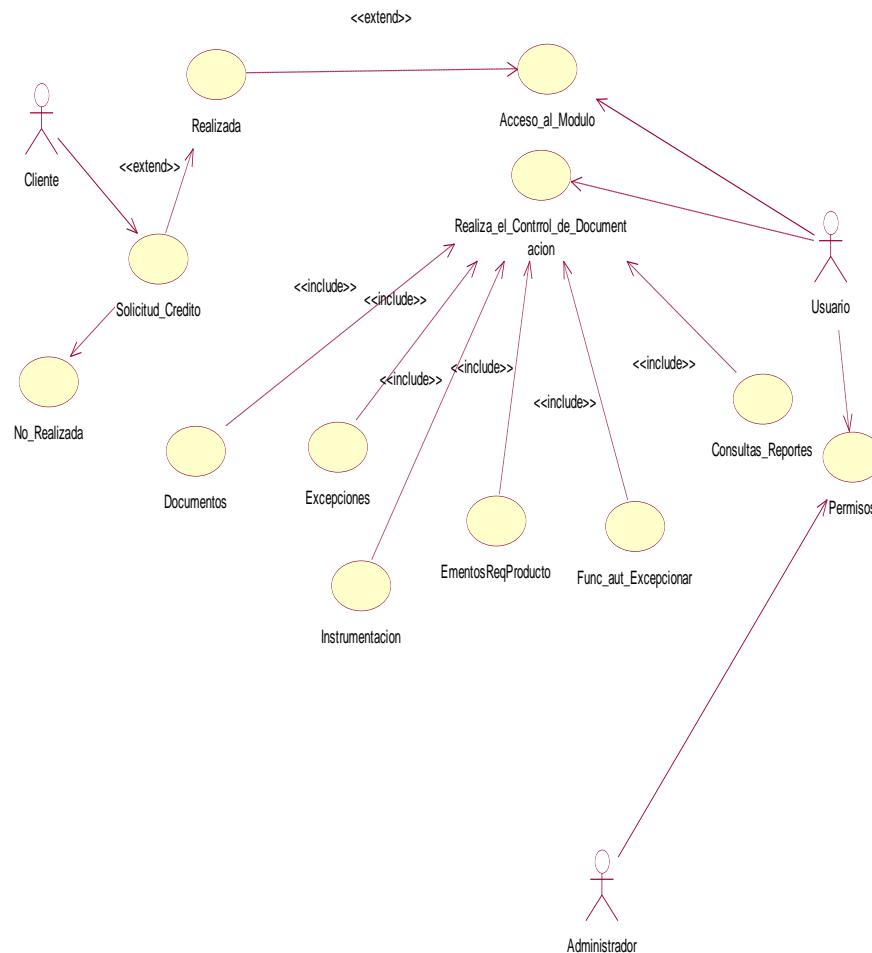 <<extend>>
Realizada
Acceso_al_Modulo
Cliente
<<extend>>
Realiza_el_Contrrol_de_Document
acion
Solicitud_Credito
Usuario
<<include>>
<<include>>
No_Realizada
<<include>>
<<include>>
<<include>>
<<include>>
Consultas_Reportes
Documentos
Excepciones
Permisos
EmentosReqProducto
Func_aut_Excepcionar
Instrumentacion
Administrador